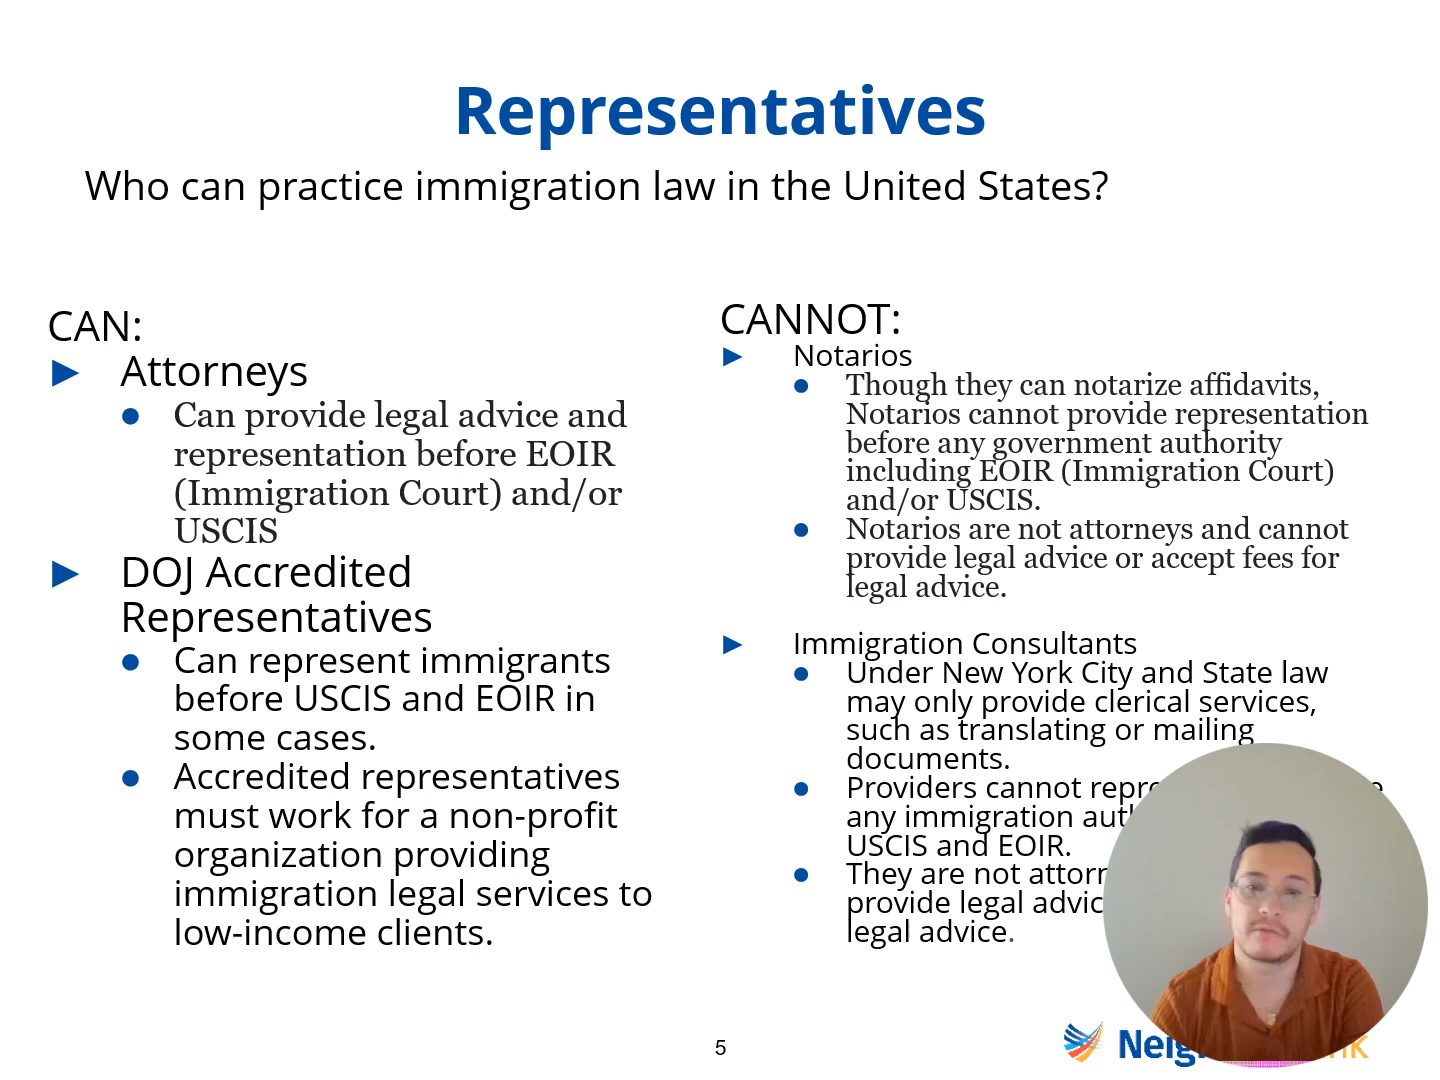 Representatives
Who can practice immigration law in the United States?
CAN:
Attorneys
Can provide legal advice and
representation before EOIR
(Immigration Court) and/or
USCIS
DOJ Accredited
Representatives
Can represent immigrants
before USCIS and EOIR in
some cases.
Accredited representatives
must work for a non-profit
organization providing
immigration legal services to
low-income clients.
CANNOT:
Notarios
Though they can notarize affidavits,
Notarios cannot provide representation
before any government authority
including EOIR (Immigration Court)
and/or USCIS.
Notarios are not attorneys and cannot
provide legal advice or accept fees for
legal advice.
Immigration Consultants
Under New York City and State law
may only provide clerical services,
such as translating or mailing
documents.
Providers cannot
any immigration
USCIS and EOIR.
They are not
provide legal
legal advice.
5